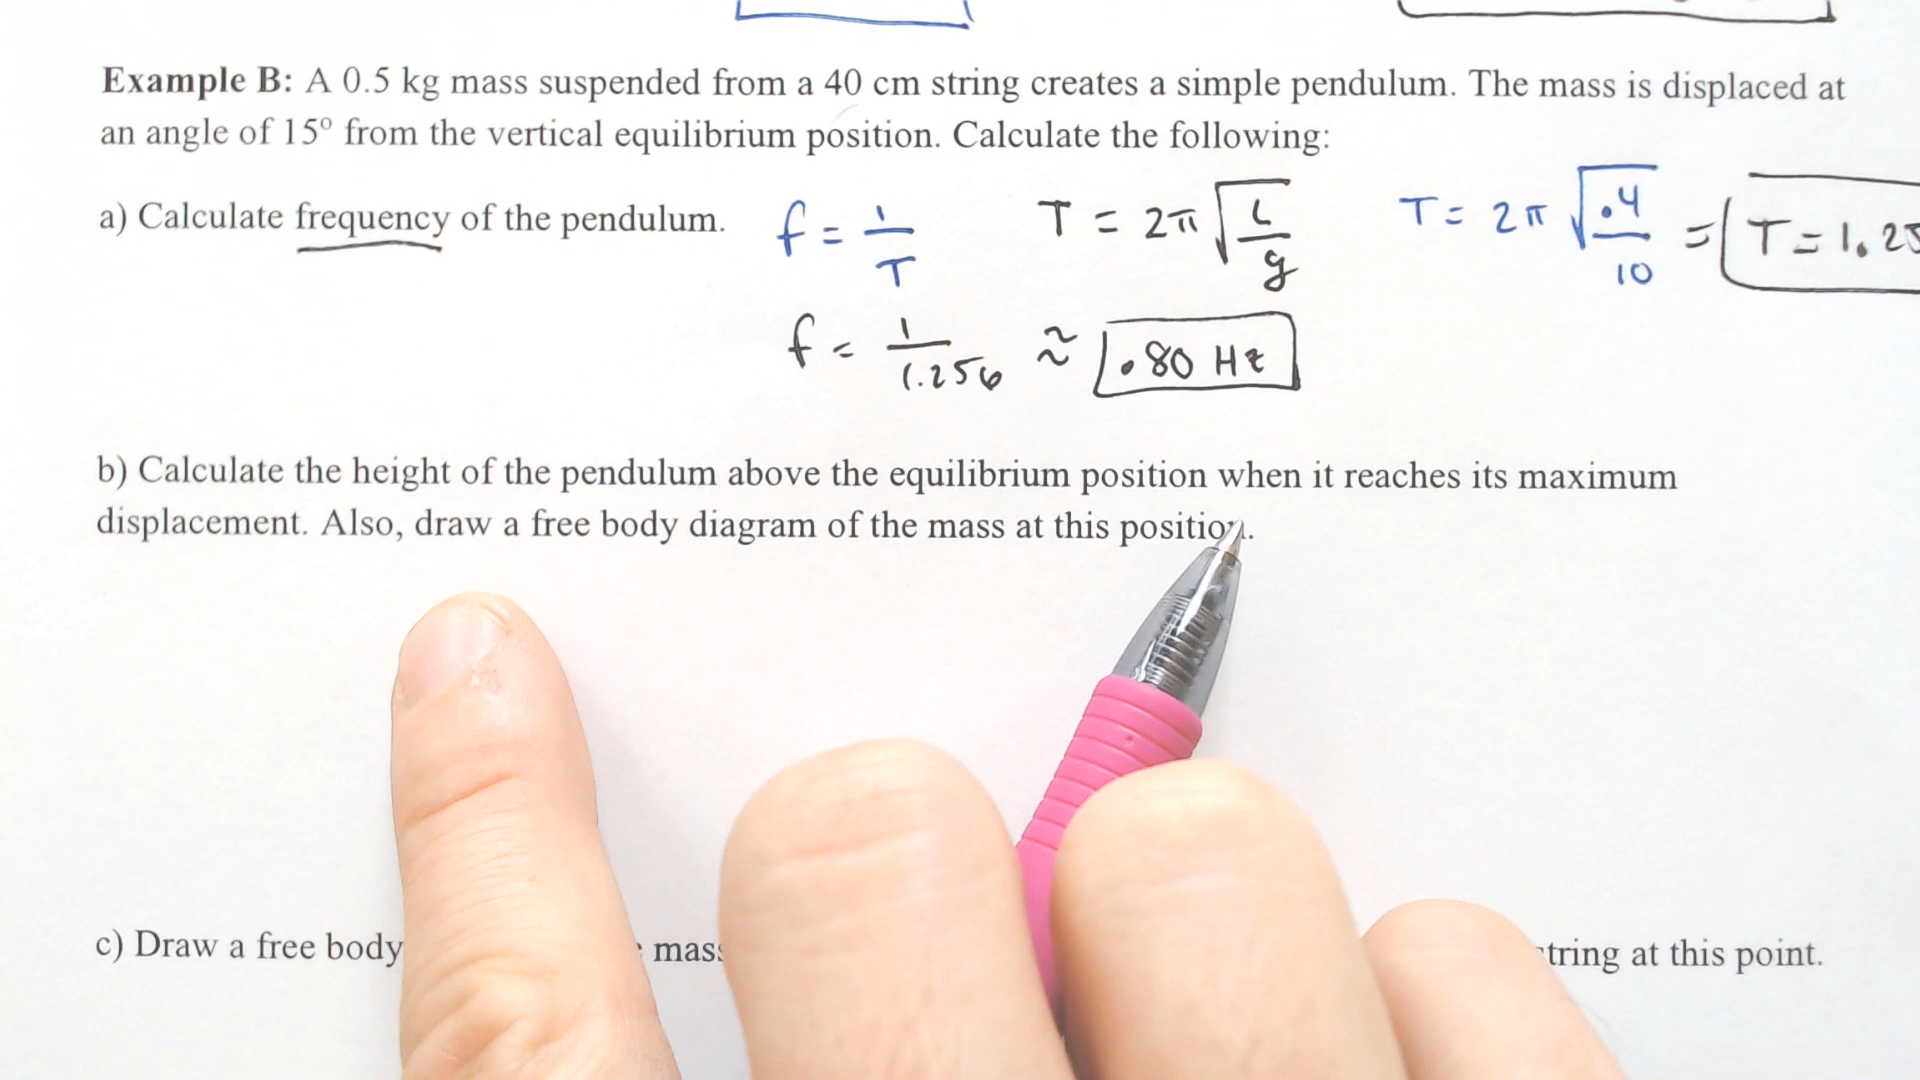 Example B: A 0.5 kg mass suspended from a 40 cm string creates a simple pendulum. The mass is displaced at
an angle of 15° from the vertical equilibrium position. Calculate the following:
a) Calculate frequency of the pendulum. f = 1/T T = 2π √(L/g) T = 2π √(.4/10) = T = 1.25
f = 1/1.256 ≈ .80 Hz
b) Calculate the height of the pendulum above the equilibrium position when it reaches its maximum
displacement. Also, draw a free body diagram of the mass at this position.
c) Draw a free body mass tring at this point.